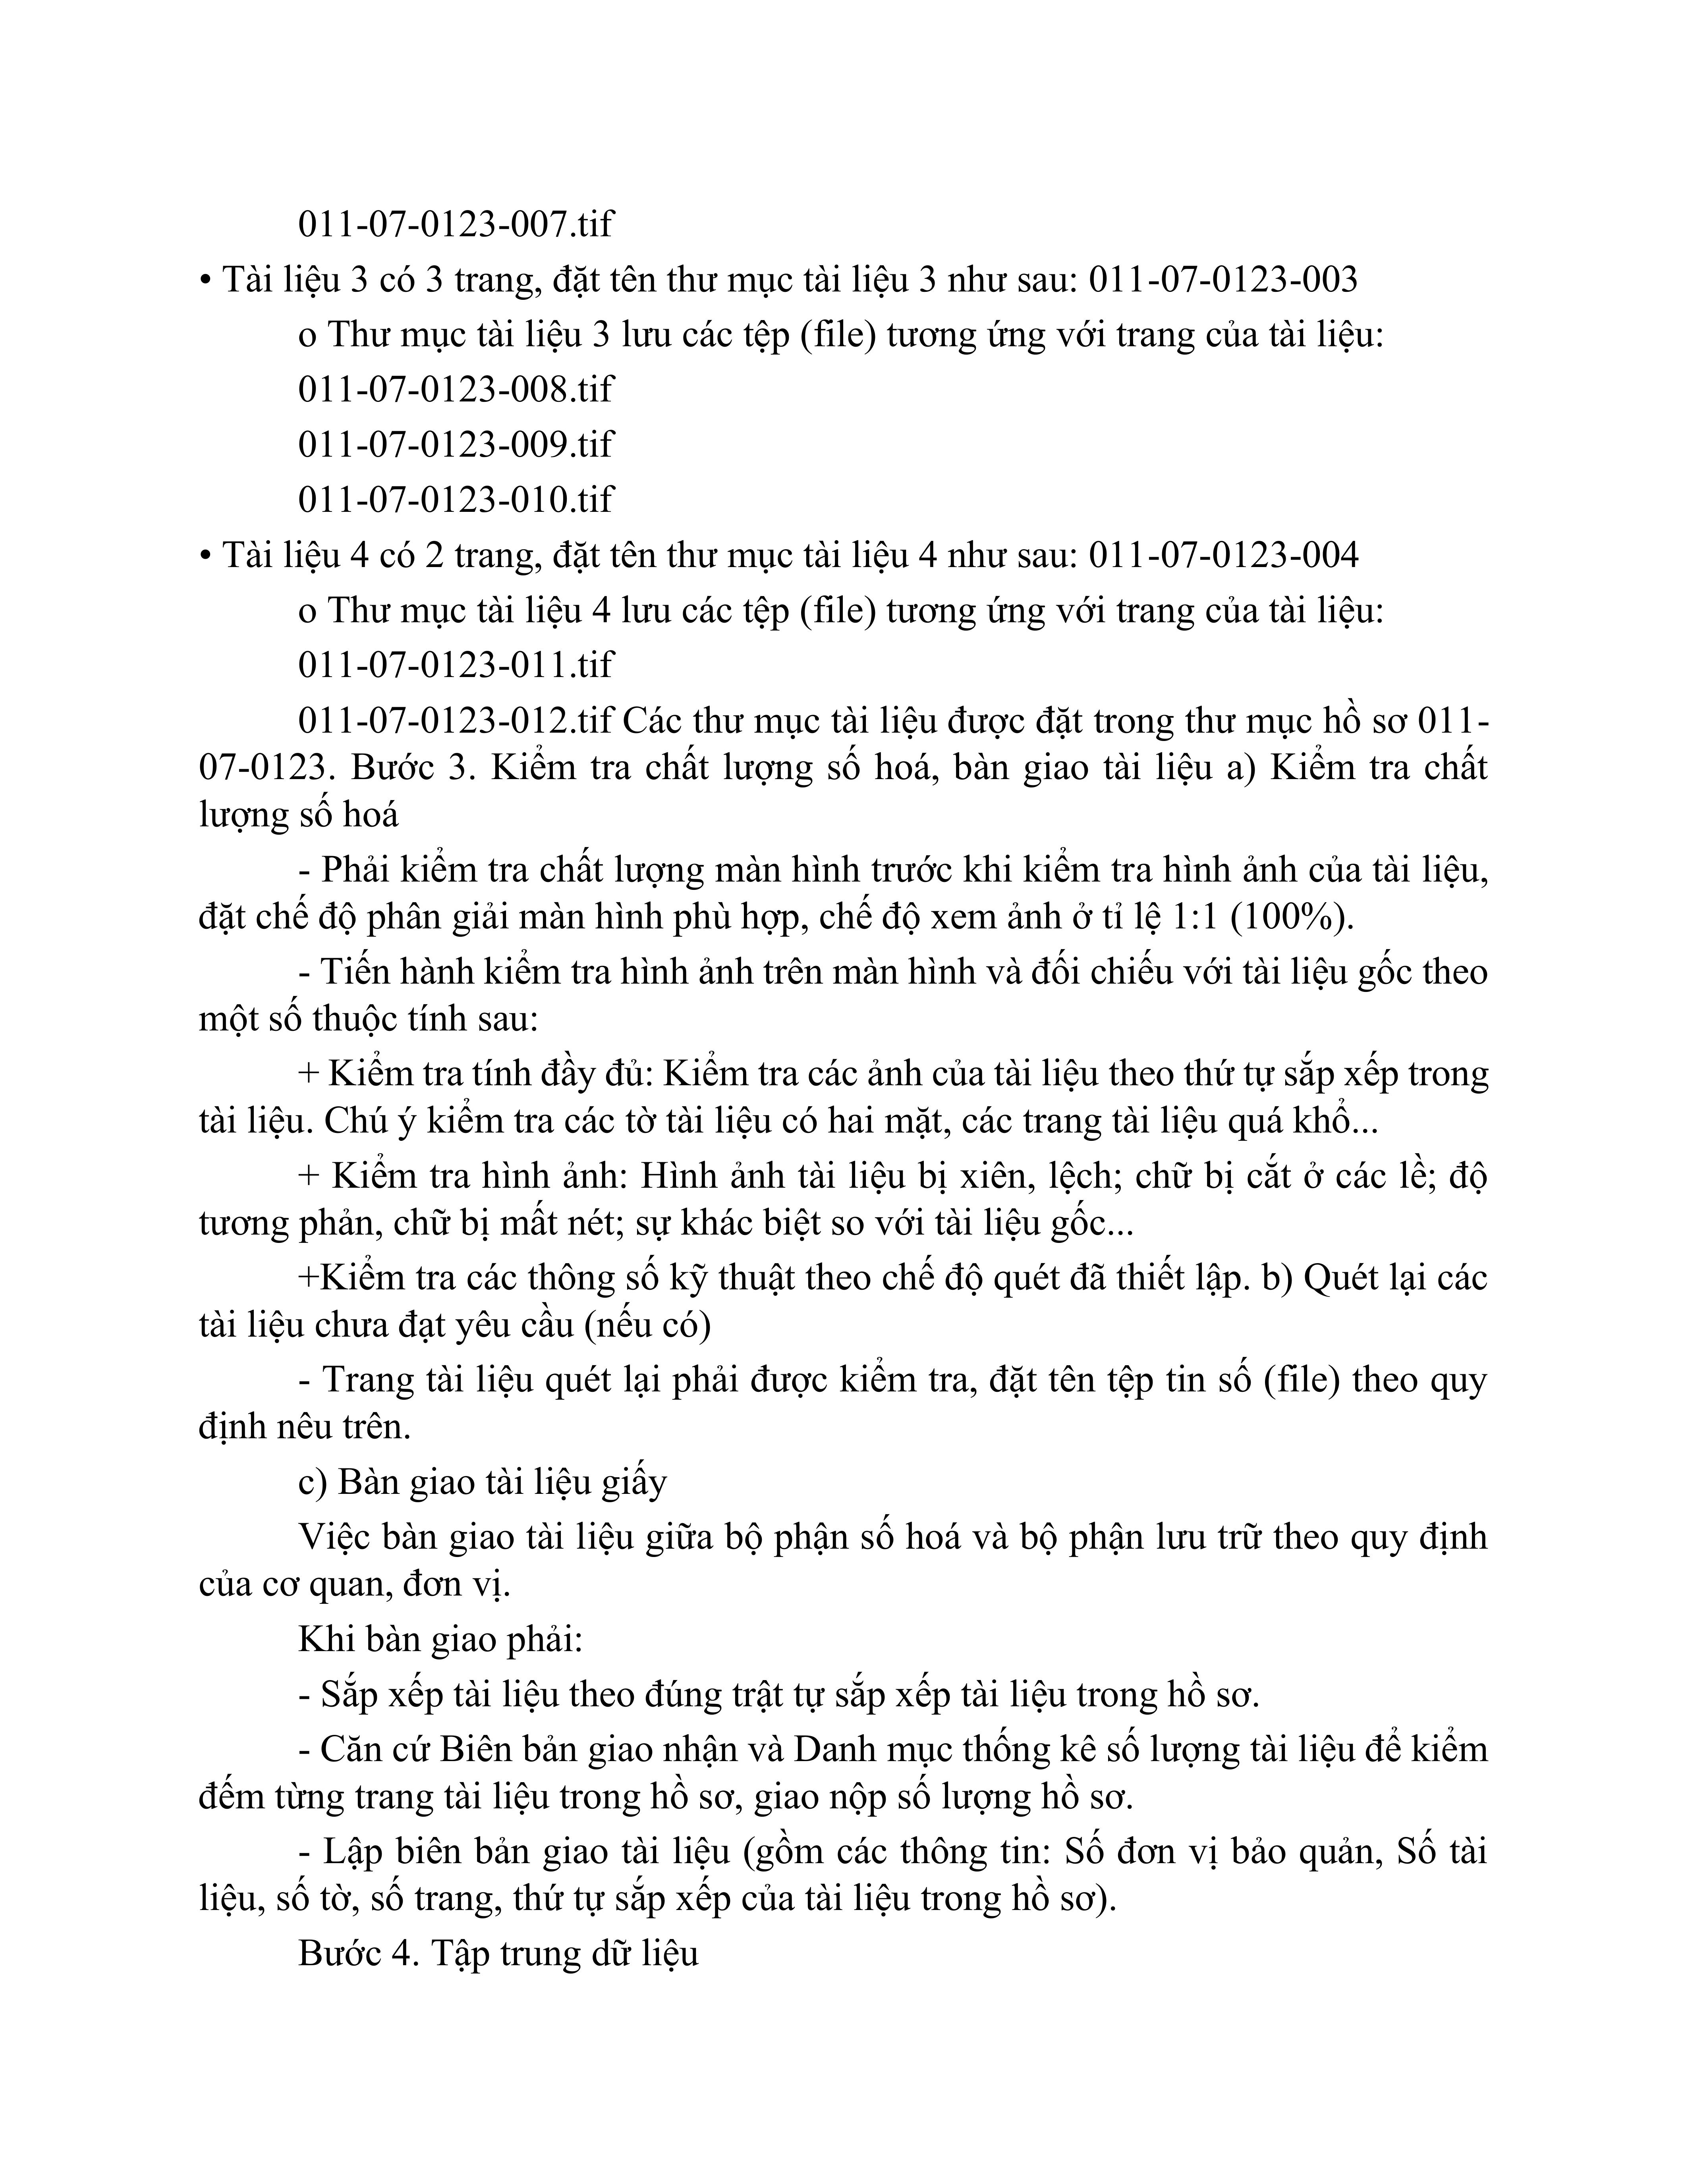 011-07-0123-007.tif
• Tài liệu 3 có 3 trang, đặt tên thư mục tài liệu 3 như sau: 011-07-0123-003
o Thư mục tài liệu 3 lưu các tệp (file) tương ứng với trang của tài liệu:
011-07-0123-008.tif
011-07-0123-009.tif
011-07-0123-010.tif
• Tài liệu 4 có 2 trang, đặt tên thư mục tài liệu 4 như sau: 011-07-0123-004
o Thư mục tài liệu 4 lưu các tệp (file) tương ứng với trang của tài liệu:
011-07-0123-011.tif
011-07-0123-012.tif Các thư mục tài liệu được đặt trong thư mục hồ sơ 011-
07-0123. Bước 3. Kiểm tra chất lượng số hoá, bàn giao tài liệu a) Kiểm tra chất
lượng số hoá
- Phải kiểm tra chất lượng màn hình trước khi kiểm tra hình ảnh của tài liệu,
đặt chế độ phân giải màn hình phù hợp, chế độ xem ảnh ở tỉ lệ 1:1 (100%).
- Tiến hành kiểm tra hình ảnh trên màn hình và đối chiếu với tài liệu gốc theo
một số thuộc tính sau:
+ Kiểm tra tính đầy đủ: Kiểm tra các ảnh của tài liệu theo thứ tự sắp xếp trong
tài liệu. Chú ý kiểm tra các tờ tài liệu có hai mặt, các trang tài liệu quá khổ...
+ Kiểm tra hình ảnh: Hình ảnh tài liệu bị xiên, lệch; chữ bị cắt ở các lề; độ
tương phản, chữ bị mất nét; sự khác biệt so với tài liệu gốc...
+Kiểm tra các thông số kỹ thuật theo chế độ quét đã thiết lập. b) Quét lại các
tài liệu chưa đạt yêu cầu (nếu có)
- Trang tài liệu quét lại phải được kiểm tra, đặt tên tệp tin số (file) theo quy
định nêu trên.
c) Bàn giao tài liệu giấy
Việc bàn giao tài liệu giữa bộ phận số hoá và bộ phận lưu trữ theo quy định
của cơ quan, đơn vị.
Khi bàn giao phải:
- Sắp xếp tài liệu theo đúng trật tự sắp xếp tài liệu trong hồ sơ.
- Căn cứ Biên bản giao nhận và Danh mục thống kê số lượng tài liệu để kiểm
đếm từng trang tài liệu trong hồ sơ, giao nộp số lượng hồ sơ.
- Lập biên bản giao tài liệu (gồm các thông tin: Số đơn vị bảo quản, Số tài
liệu, số tờ, số trang, thứ tự sắp xếp của tài liệu trong hồ sơ).
Bước 4. Tập trung dữ liệu